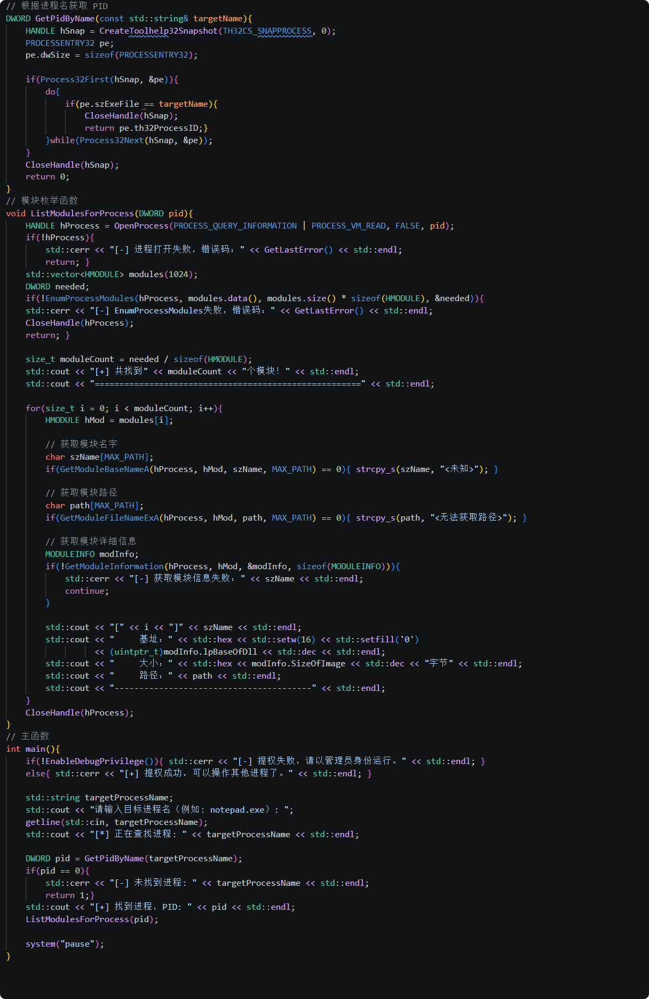 // 根据进程名获取 PID
DWORD GetPidByName(const std::string& targetName){
    HANDLE hSnap = CreateToolhelp32Snapshot(TH32CS_SNAPPROCESS, 0);
    PROCESSENTRY32 pe;
    pe.dwSize = sizeof(PROCESSENTRY32);

    if(Process32First(hSnap, &pe)){
        do{
            if(pe.szExeFile == targetName){
                CloseHandle(hSnap);
                return pe.th32ProcessID;}
        }while(Process32Next(hSnap, &pe));
    }
    CloseHandle(hSnap);
    return 0;
}
// 模块枚举函数
void ListModulesForProcess(DWORD pid){
    HANDLE hProcess = OpenProcess(PROCESS_QUERY_INFORMATION | PROCESS_VM_READ, FALSE, pid);
    if(!hProcess){
        std::cerr << "[-] 进程打开失败，错误码：" << GetLastError() << std::endl;
        return; }
    std::vector<HMODULE> modules(1024);
    DWORD needed;
    if(!EnumProcessModules(hProcess, modules.data(), modules.size() * sizeof(HMODULE), &needed)){
    std::cerr << "[-] EnumProcessModules失败，错误码：" << GetLastError() << std::endl;
    CloseHandle(hProcess);
    return; }

    size_t moduleCount = needed / sizeof(HMODULE);
    std::cout << "[+] 共找到" << moduleCount << "个模块！" << std::endl;
    std::cout << "======================================================" << std::endl;

    for(size_t i = 0; i < moduleCount; i++){
        HMODULE hMod = modules[i];

        // 获取模块名字
        char szName[MAX_PATH];
        if(GetModuleBaseNameA(hProcess, hMod, szName, MAX_PATH) == 0){ strcpy_s(szName, "<未知>"); }

        // 获取模块路径
        char path[MAX_PATH];
        if(GetModuleFileNameExA(hProcess, hMod, path, MAX_PATH) == 0){ strcpy_s(path, "<无法获取路径>"); }

        // 获取模块详细信息
        MODULEINFO modInfo;
        if(!GetModuleInformation(hProcess, hMod, &modInfo, sizeof(MODULEINFO))){
            std::cerr << "[-] 获取模块信息失败：" << szName << std::endl;
            continue;
        }

        std::cout << "[" << i << "]" << szName << std::endl;
        std::cout << "     基址：" << std::hex << std::setw(16) << std::setfill('0')
                  << (uintptr_t)modInfo.lpBaseOfDll << std::dec << std::endl;
        std::cout << "     大小：" << std::hex << modInfo.SizeOfImage << std::dec << "字节" << std::endl;
        std::cout << "     路径：" << path << std::endl;
        std::cout << "----------------------------------------" << std::endl;
    }
    CloseHandle(hProcess);
}
// 主函数
int main(){
    if(!EnableDebugPrivilege()){ std::cerr << "[-] 提权失败，请以管理员身份运行。" << std::endl; }
    else{ std::cerr << "[+] 提权成功，可以操作其他进程了。" << std::endl; }

    std::string targetProcessName;
    std::cout << "请输入目标进程名（例如: notepad.exe）: ";
    getline(std::cin, targetProcessName);
    std::cout << "[*] 正在查找进程: " << targetProcessName << std::endl;

    DWORD pid = GetPidByName(targetProcessName);
    if(pid == 0){
        std::cerr << "[-] 未找到进程: " << targetProcessName << std::endl;
        return 1;}
    std::cout << "[+] 找到进程，PID: " << pid << std::endl;
    ListModulesForProcess(pid);

    system("pause");
}